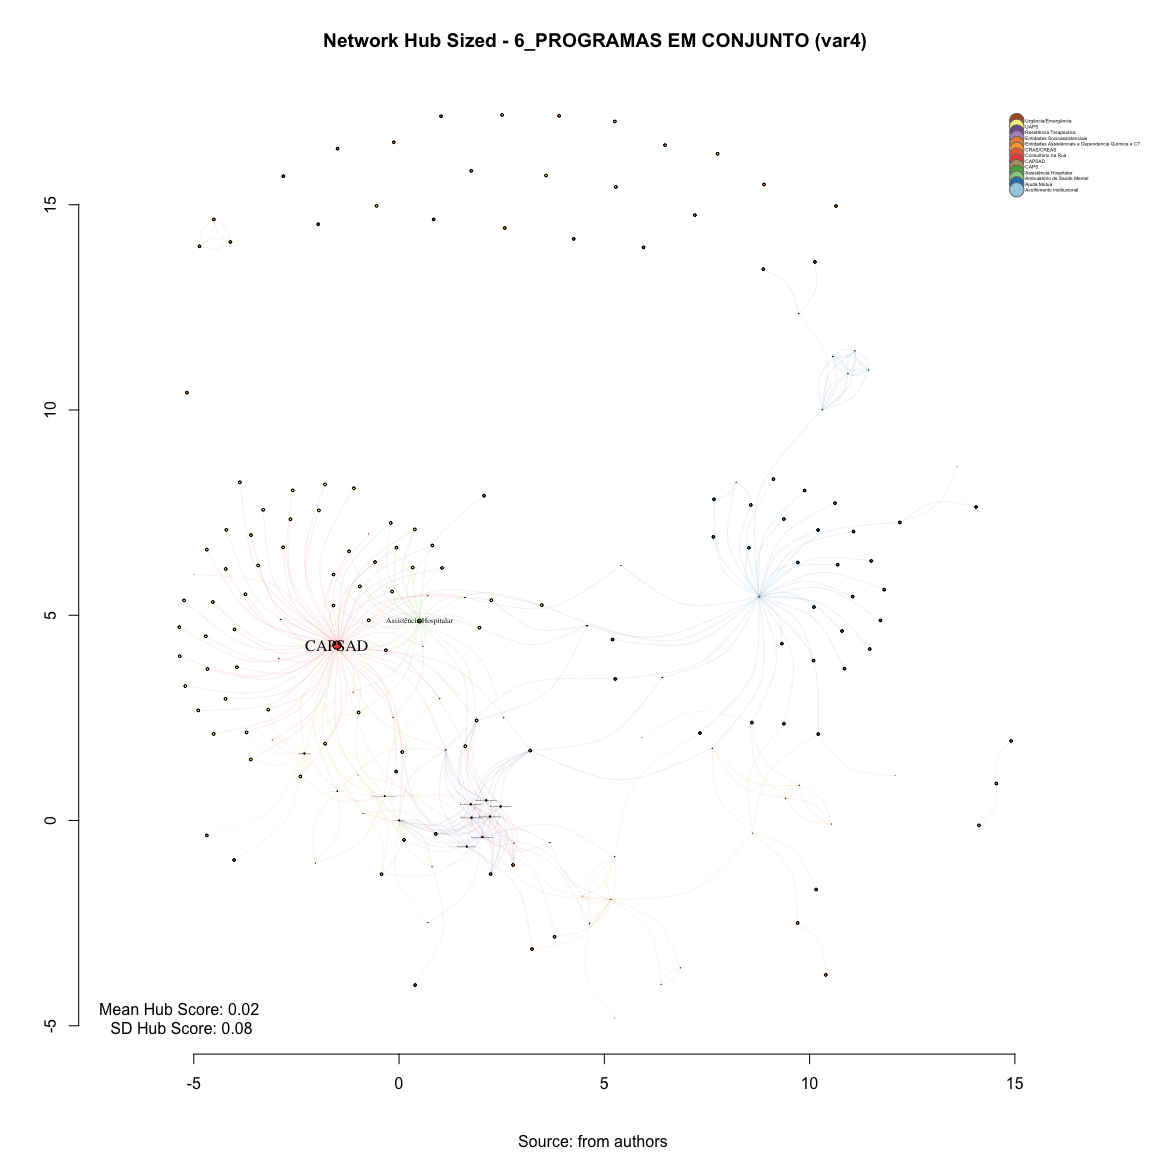 Network Hub Sized - 6_PROGRAMAS EM CONJUNTO (var4)
Urgência/Emergência
UAPS
Residência Terapeutica
Entidades Socioassistenciais
Entidades Assistênciais e Dependencia Quimica e CT
CRAS/CREAS
Consultório na Rua
CAPSAD
CAPS
Assistência Hospitalar
Ambulatório de Saúde Mental
Ajuda Mútua
Acolhimento Institucional
15
10
5
0
-5
Assistência Hospitalar
CAPSAD
Mean Hub Score: 0.02
SD Hub Score: 0.08
-5 0 5 10 15
Source: from authors